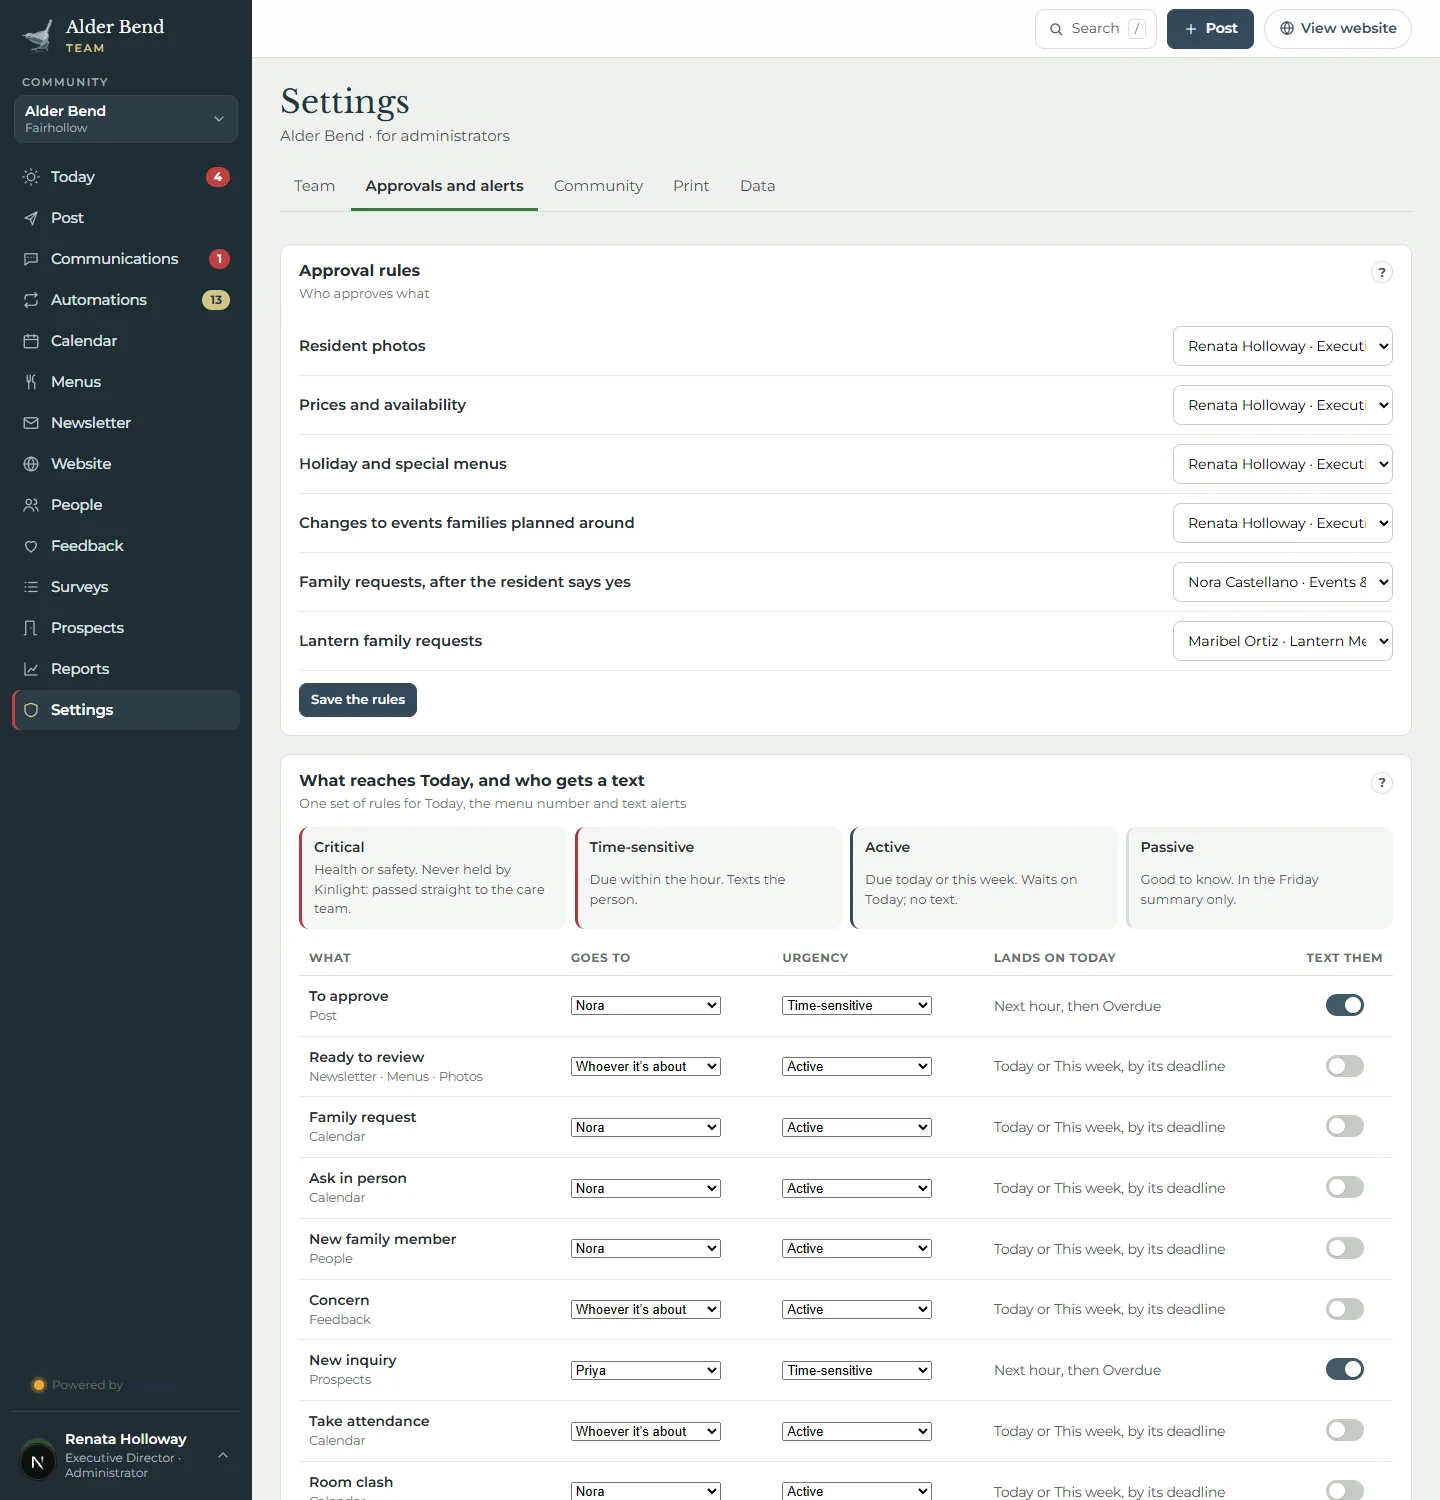 Alder Bend
TEAM
COMMUNITY
Alder Bend
Fairhollow
Today 4
Post
Communications 1
Automations 13
Calendar
Menus
Newsletter
Website
People
Feedback
Surveys
Prospects
Reports
Settings
Powered by
N
Renata Holloway
Executive Director ·
Administrator
Search /
+ Post
View website
Settings
Alder Bend · for administrators
Team Approvals and alerts Community Print Data
Approval rules ?
Who approves what
Resident photos Renata Holloway · Executi
Prices and availability Renata Holloway · Executi
Holiday and special menus Renata Holloway · Executi
Changes to events families planned around Renata Holloway · Executi
Family requests, after the resident says yes Nora Castellano · Events &
Lantern family requests Maribel Ortiz · Lantern Me
Save the rules
What reaches Today, and who gets a text ?
One set of rules for Today, the menu number and text alerts
Critical
Health or safety. Never held by
Kinlight: passed straight to the care
team.
Time-sensitive
Due within the hour. Texts the
person.
Active
Due today or this week. Waits on
Today; no text.
Passive
Good to know. In the Friday
summary only.
WHAT GOES TO URGENCY LANDS ON TODAY TEXT THEM
To approve Nora Time-sensitive Next hour, then Overdue
Post
Ready to review Whoever it's about Active Today or This week, by its deadline
Newsletter · Menus · Photos
Family request Nora Active Today or This week, by its deadline
Calendar
Ask in person Nora Active Today or This week, by its deadline
Calendar
New family member Nora Active Today or This week, by its deadline
People
Concern Whoever it's about Active Today or This week, by its deadline
Feedback
New inquiry Priya Time-sensitive Next hour, then Overdue
Prospects
Take attendance Whoever it's about Active Today or This week, by its deadline
Calendar
Room clash Nora Active Today or This week, by its deadline
Calendar